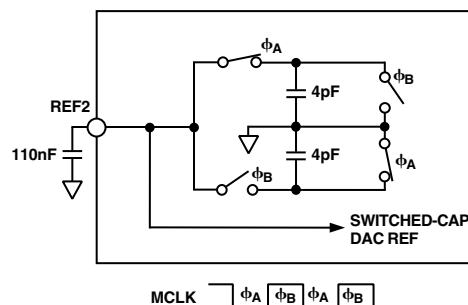 ϕA
REF2
4pF
ϕB
110nF
4pF
ϕB
ϕA
SWITCHED-CAP
DAC REF
MCLK ϕA ϕB ϕA ϕB